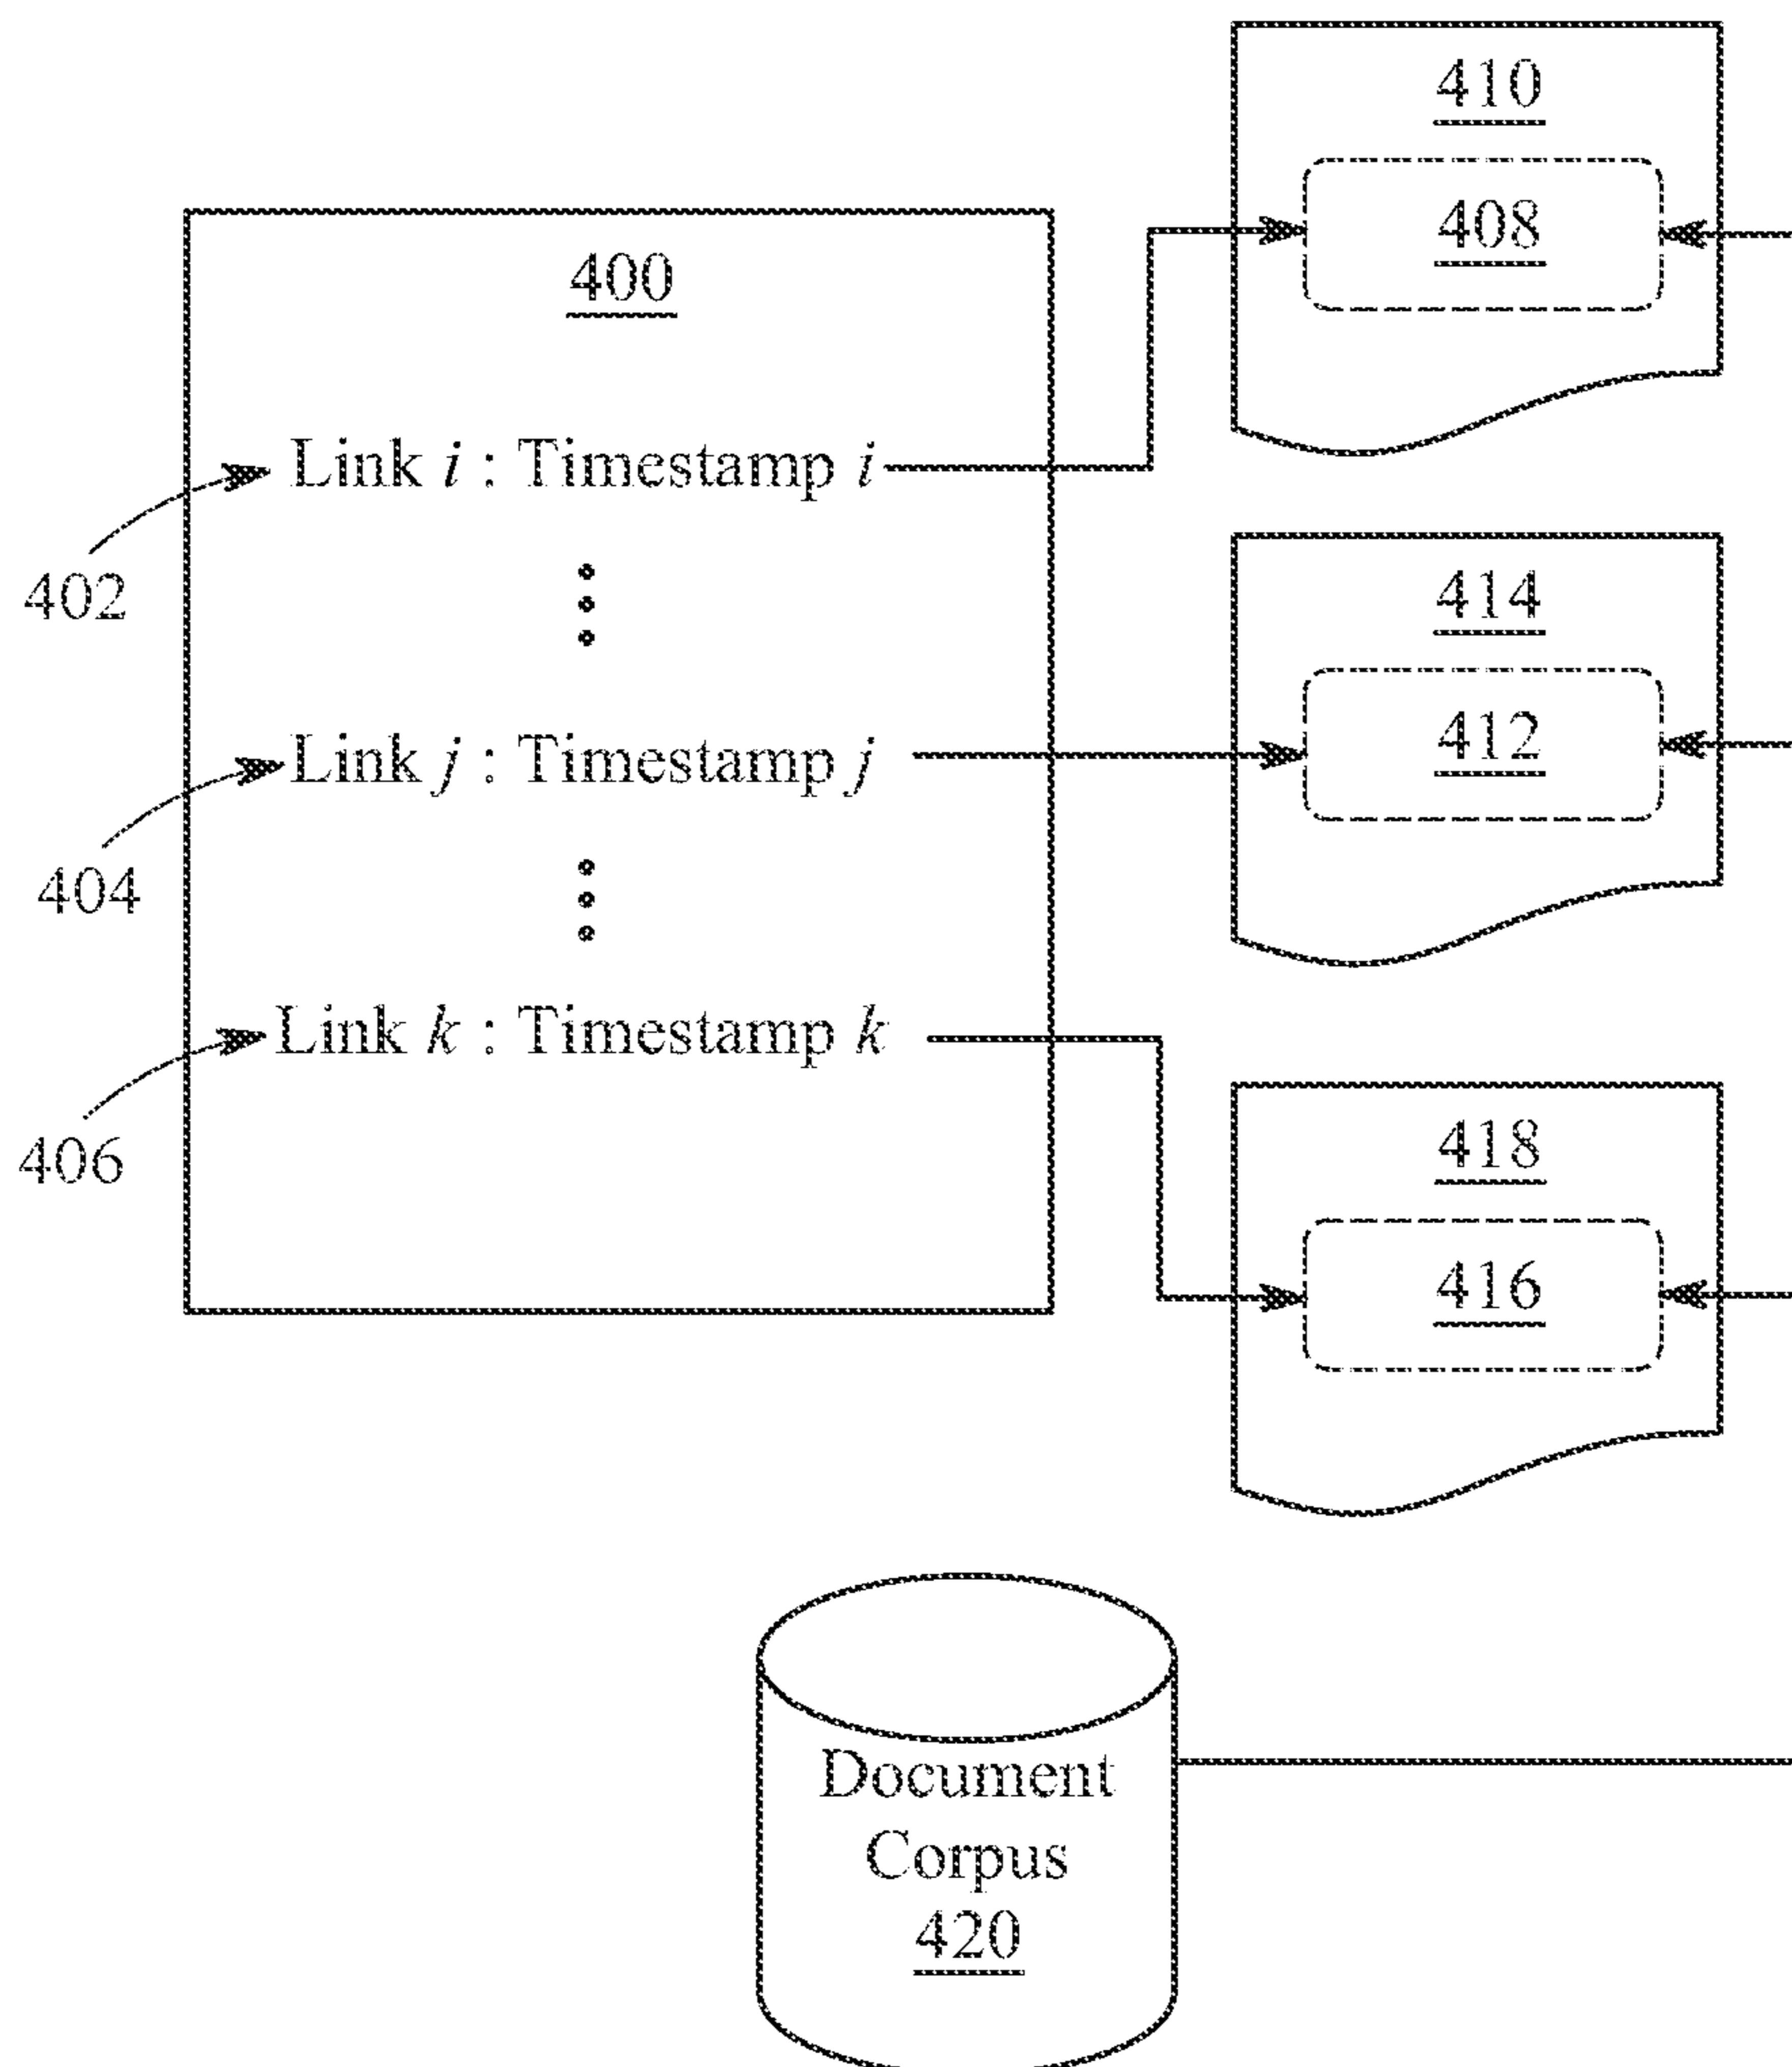 400
Link i : Timestamp i
402
Link j : Timestamp j
404
Link k : Timestamp k
406
410
408
414
412
418
416
Document
Corpus
420